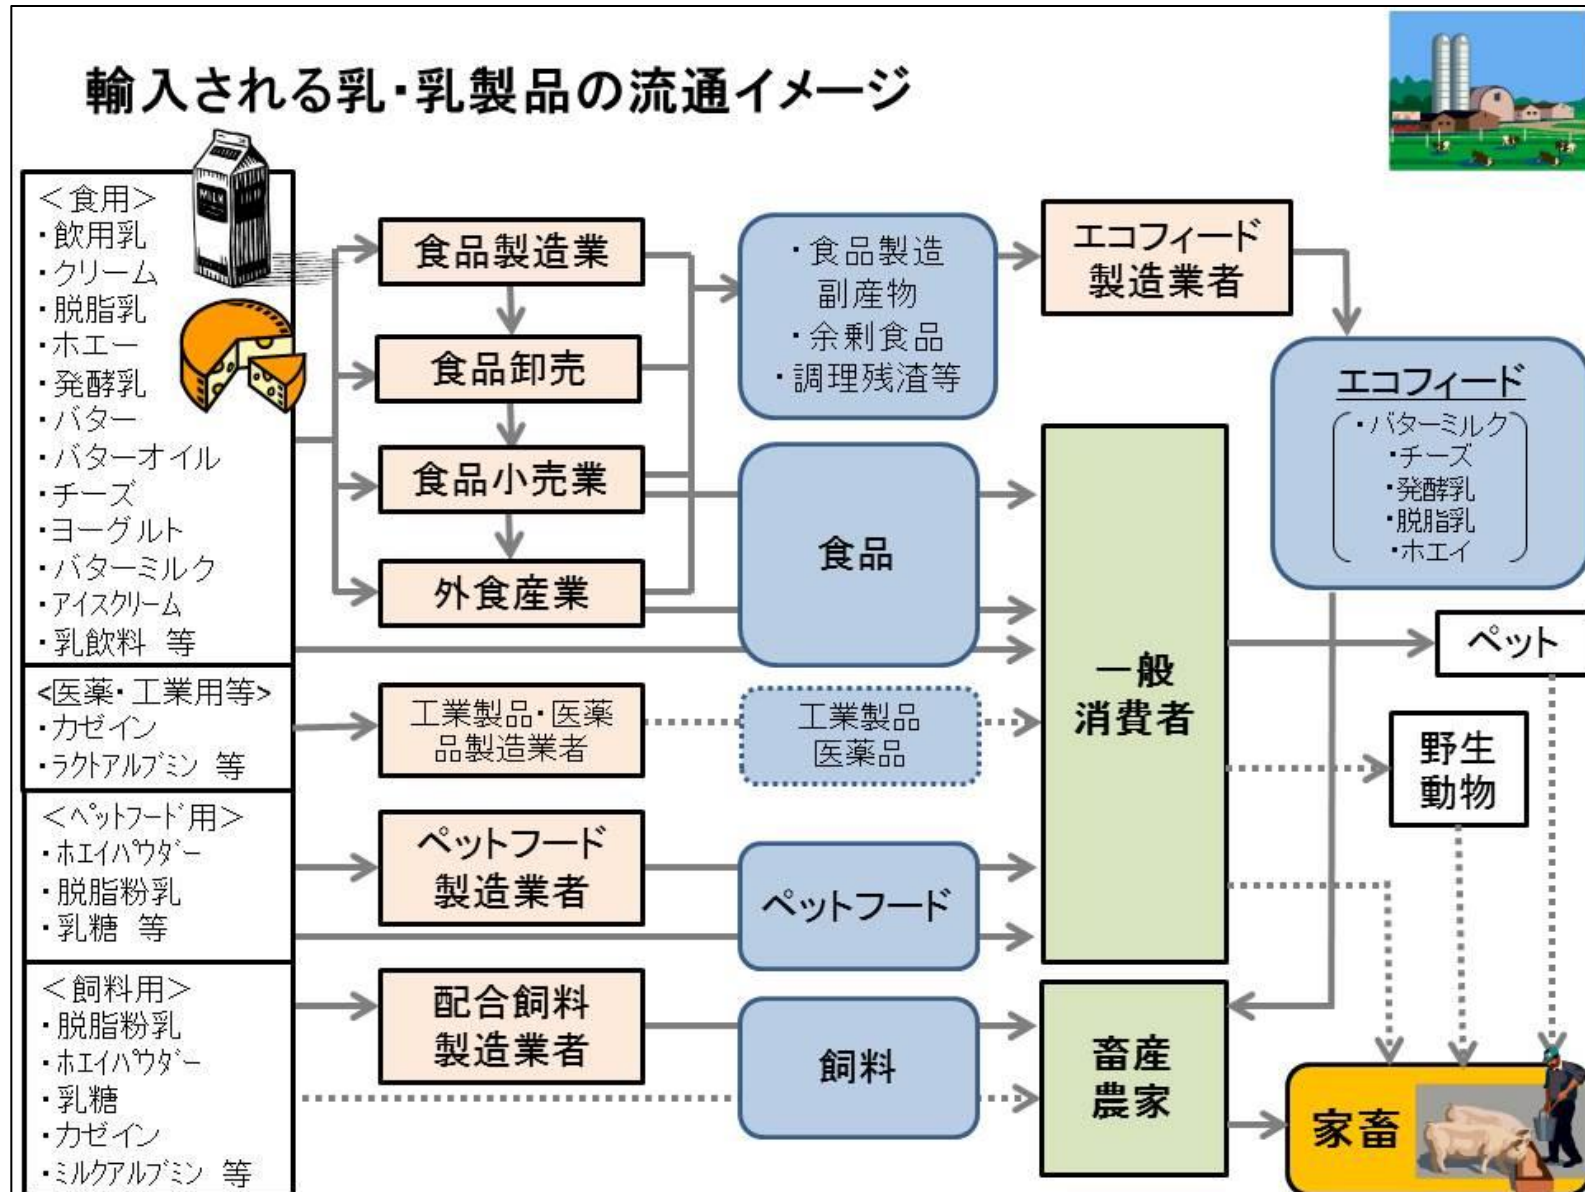 輸入される乳・乳製品の流通イメージ
MILK
＜食用＞
・飲用乳
・クリーム
・脱脂乳
・ホエー
・発酵乳
・バター
・バターオイル
・チーズ
・ヨーグルト
・バターミルク
・アイスクリーム
・乳飲料 等
<医薬・工業用等>
・カゼイン
・ラクトアルブミン 等
＜ペットフード用＞
・ホエイパウダー
・脱脂粉乳
・乳糖 等
＜飼料用＞
・脱脂粉乳
・ホエイパウダー
・乳糖
・カゼイン
・ミルクアルブミン 等
食品製造業
食品卸売
食品小売業
外食産業
工業製品・医薬
品製造業者
ペットフード
製造業者
配合飼料
製造業者
・食品製造
副産物
・余剰食品
・調理残渣等
食品
工業製品
医薬品
ペットフード
飼料
エコフィード
製造業者
一般
消費者
畜産
農家
エコフィード
・バターミルク
・チーズ
・発酵乳
・脱脂乳
・ホエイ
ペット
野生
動物
家畜